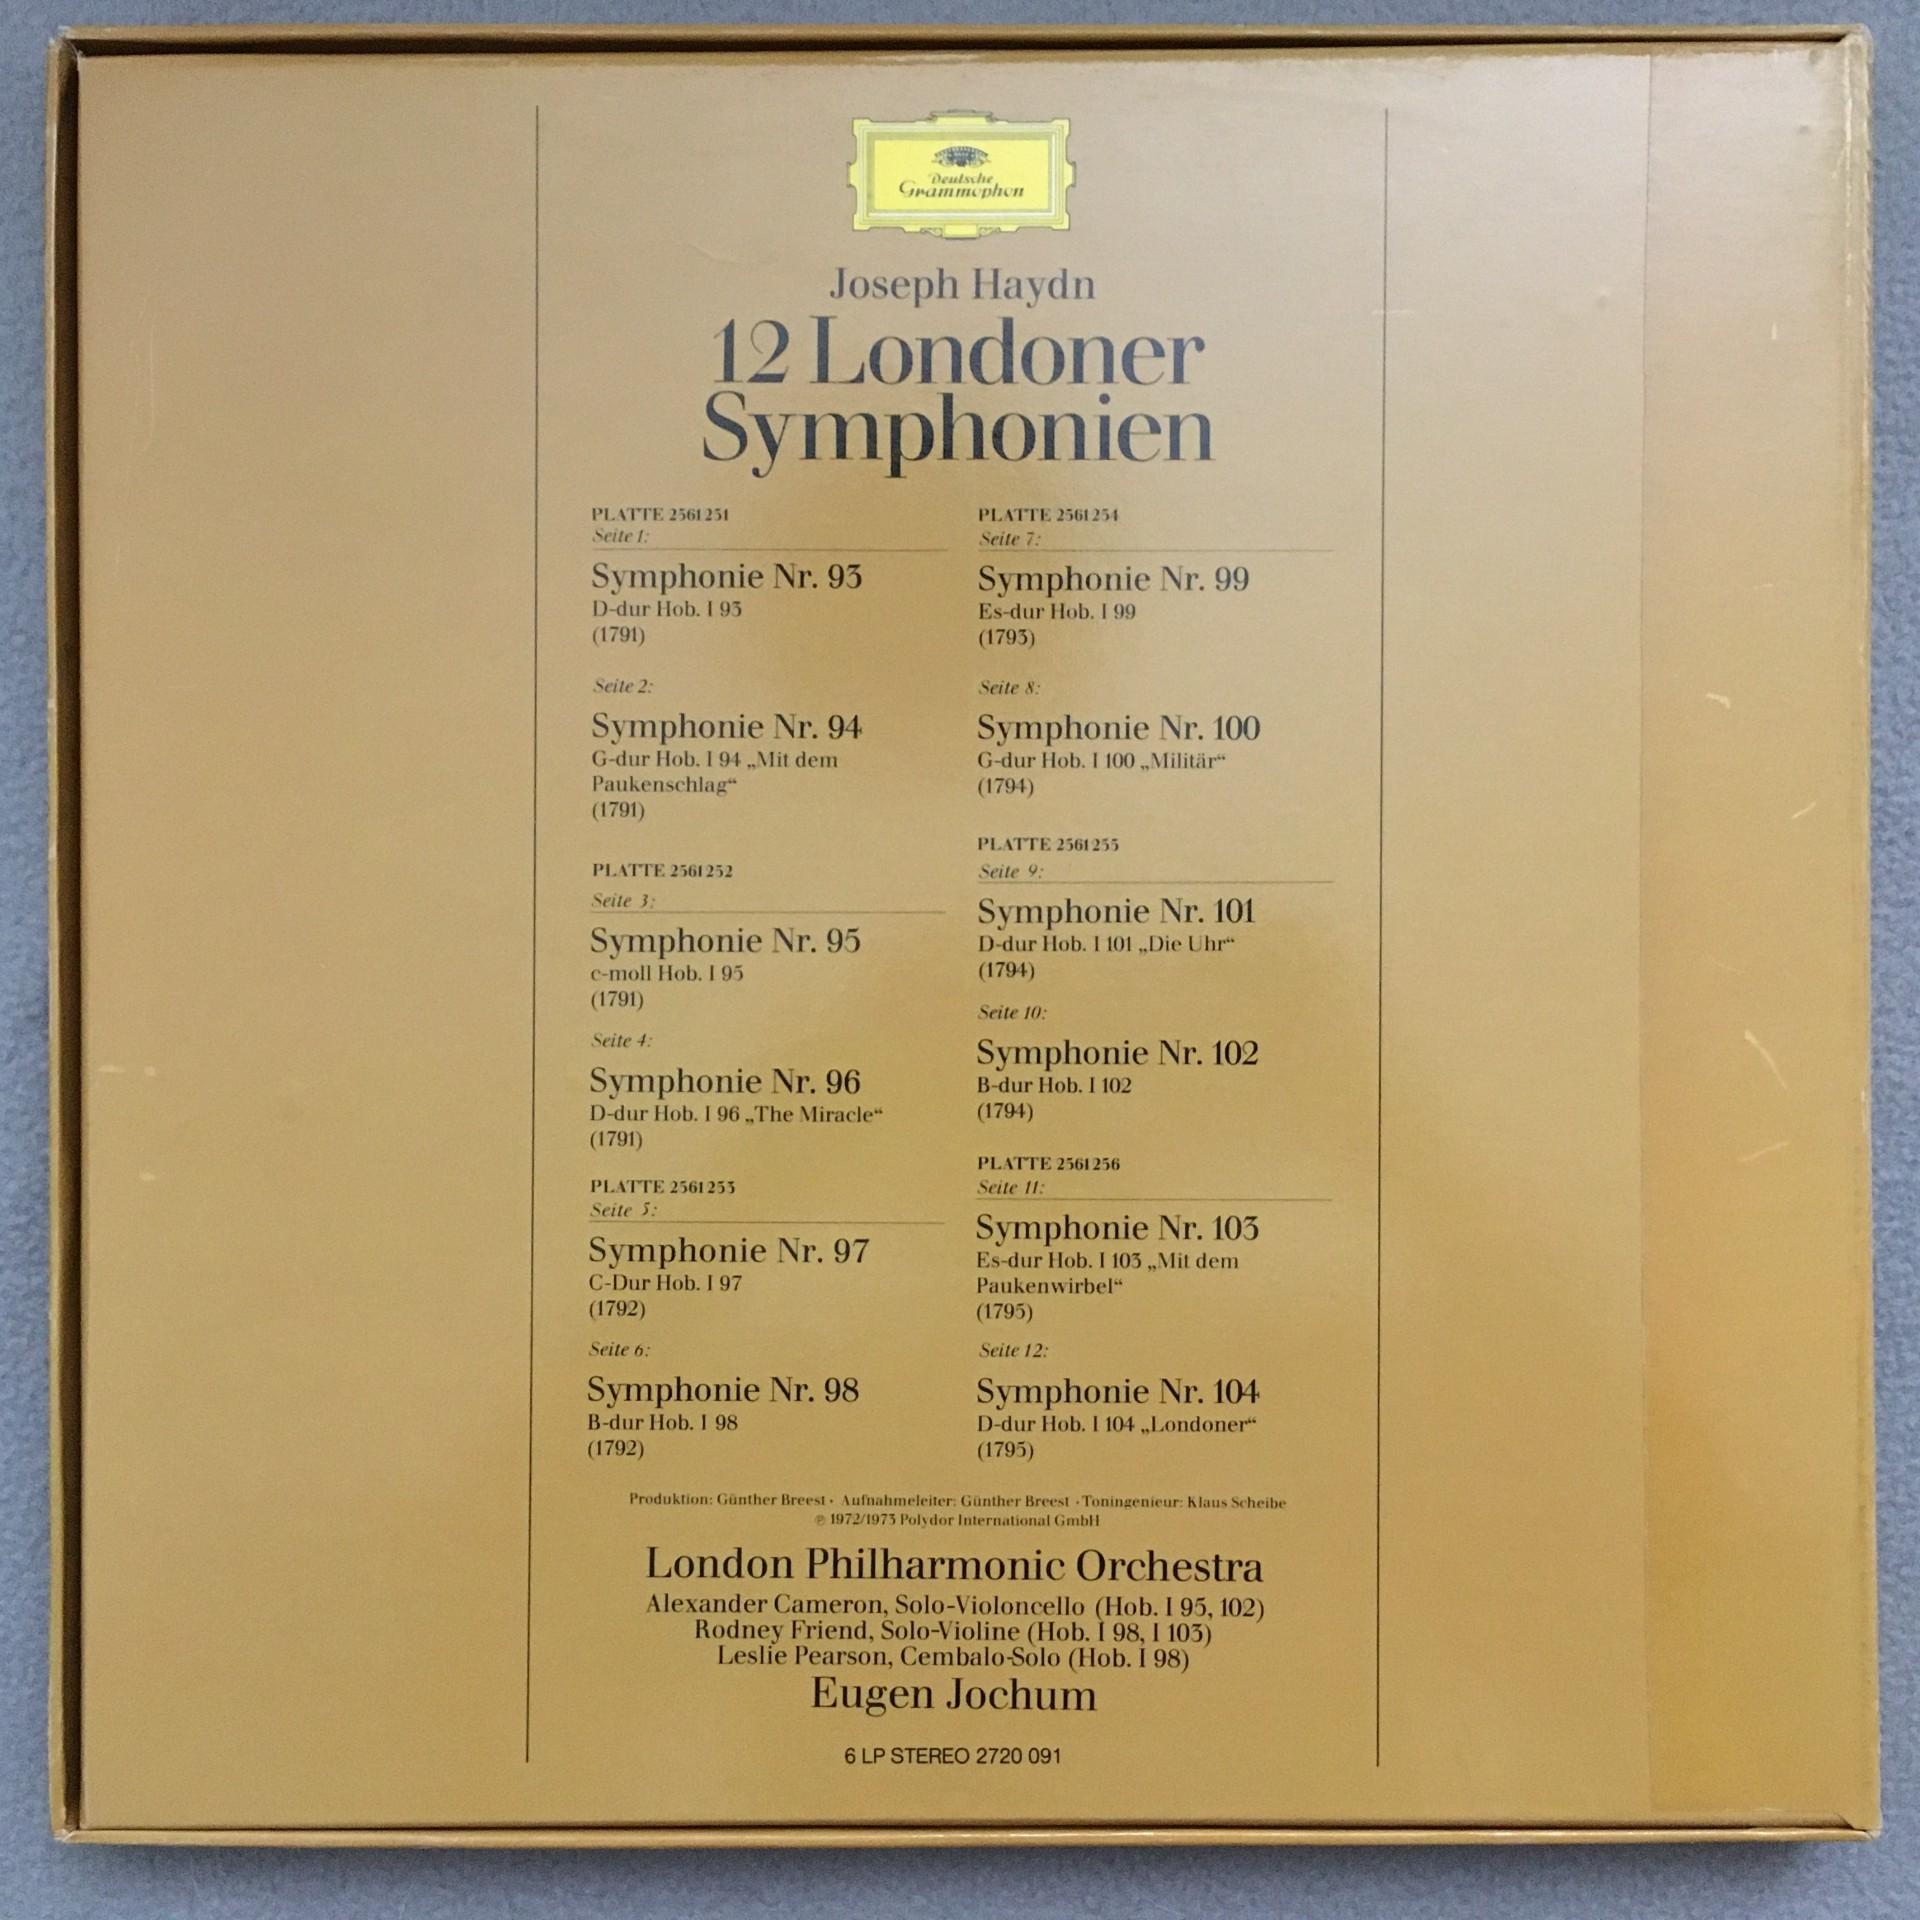 Deutsche
Grammophon
Joseph Haydn
12 Londoner
Symphonien
PLATTE 2561 251
Seite 1:
Symphonie Nr. 93
D-dur Hob. I 93
(1791)
Seite 2:
Symphonie Nr. 94
G-dur Hob. I 94 „Mit dem
Paukenschlag“
(1791)
PLATTE 2561 252
Seite 3:
Symphonie Nr. 95
c-moll Hob. I 95
(1791)
Seite 4:
Symphonie Nr. 96
D-dur Hob. I 96 „The Miracle“
(1791)
PLATTE 2561 253
Seite 5:
Symphonie Nr. 97
C-Dur Hob. I 97
(1792)
Seite 6:
Symphonie Nr. 98
B-dur Hob. I 98
(1792)
PLATTE 2561 254
Seite 7:
Symphonie Nr. 99
Es-dur Hob. I 99
(1793)
Seite 8:
Symphonie Nr. 100
G-dur Hob. I 100 „Militär“
(1794)
PLATTE 2561 255
Seite 9:
Symphonie Nr. 101
D-dur Hob. I 101 „Die Uhr“
(1794)
Seite 10:
Symphonie Nr. 102
B-dur Hob. I 102
(1794)
PLATTE 2561 256
Seite 11:
Symphonie Nr. 103
Es-dur Hob. I 103 „Mit dem
Paukenwirbel“
(1795)
Seite 12:
Symphonie Nr. 104
D-dur Hob. I 104 „Londoner“
(1795)
Produktion: Günther Breest · Aufnahmeleiter: Günther Breest · Toningenieur: Klaus Scheibe
℗ 1972/1973 Polydor International GmbH
London Philharmonic Orchestra
Alexander Cameron, Solo-Violoncello (Hob. I 95, 102)
Rodney Friend, Solo-Violine (Hob. I 98, I 103)
Leslie Pearson, Cembalo-Solo (Hob. I 98)
Eugen Jochum
6 LP STEREO 2720 091